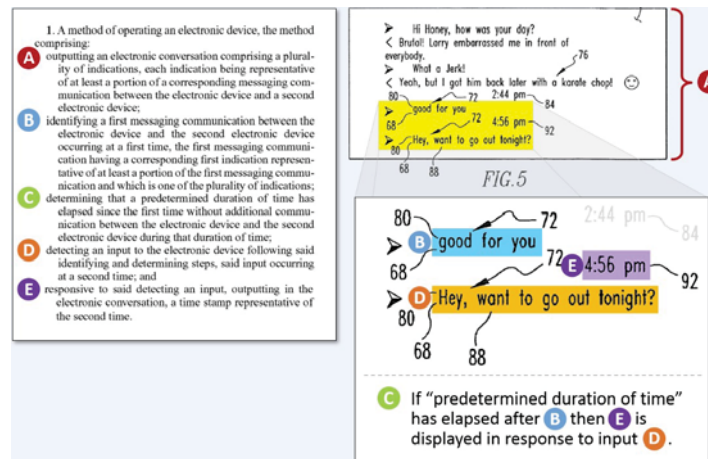 1. A method of operating an electronic device, the method
comprising:
A outputting an electronic conversation comprising a plural-
ity of indications, each indication being representative
of at least a portion of a corresponding messaging com-
munication between the electronic device and a second
electronic device;
B identifying a first messaging communication between the
electronic device and the second electronic device
occurring at a first time, the first messaging communi-
cation having a corresponding first indication represen-
tative of at least a portion of the first messaging commu-
nication and which is one of the plurality of indications;
C determining that a predetermined duration of time has
elapsed since the first time without additional commu-
nication between the electronic device and the second
electronic device during that duration of time;
D detecting an input to the electronic device following said
identifying and determining steps, said input occurring
at a second time; and
E responsive to said detecting an input, outputting in the
electronic conversation, a time stamp representative of
the second time.
Hi Honey, how was your day?
< Brutal! Larry embarrassed me in front of
everybody. 76
What a Jerk!
< Yeah, but I got him back later with a karate chop!
80 72 2:44 pm 84
good for you
68 72 4:56 pm 92
Hey, want to go out tonight?
80 68 88
FIG.5
A
80 72 2:44 pm 84
B good for you
68 72 E 4:56 pm 92
D Hey, want to go out tonight?
80 68 88
C If "predetermined duration of time"
has elapsed after B then E is
displayed in response to input D.